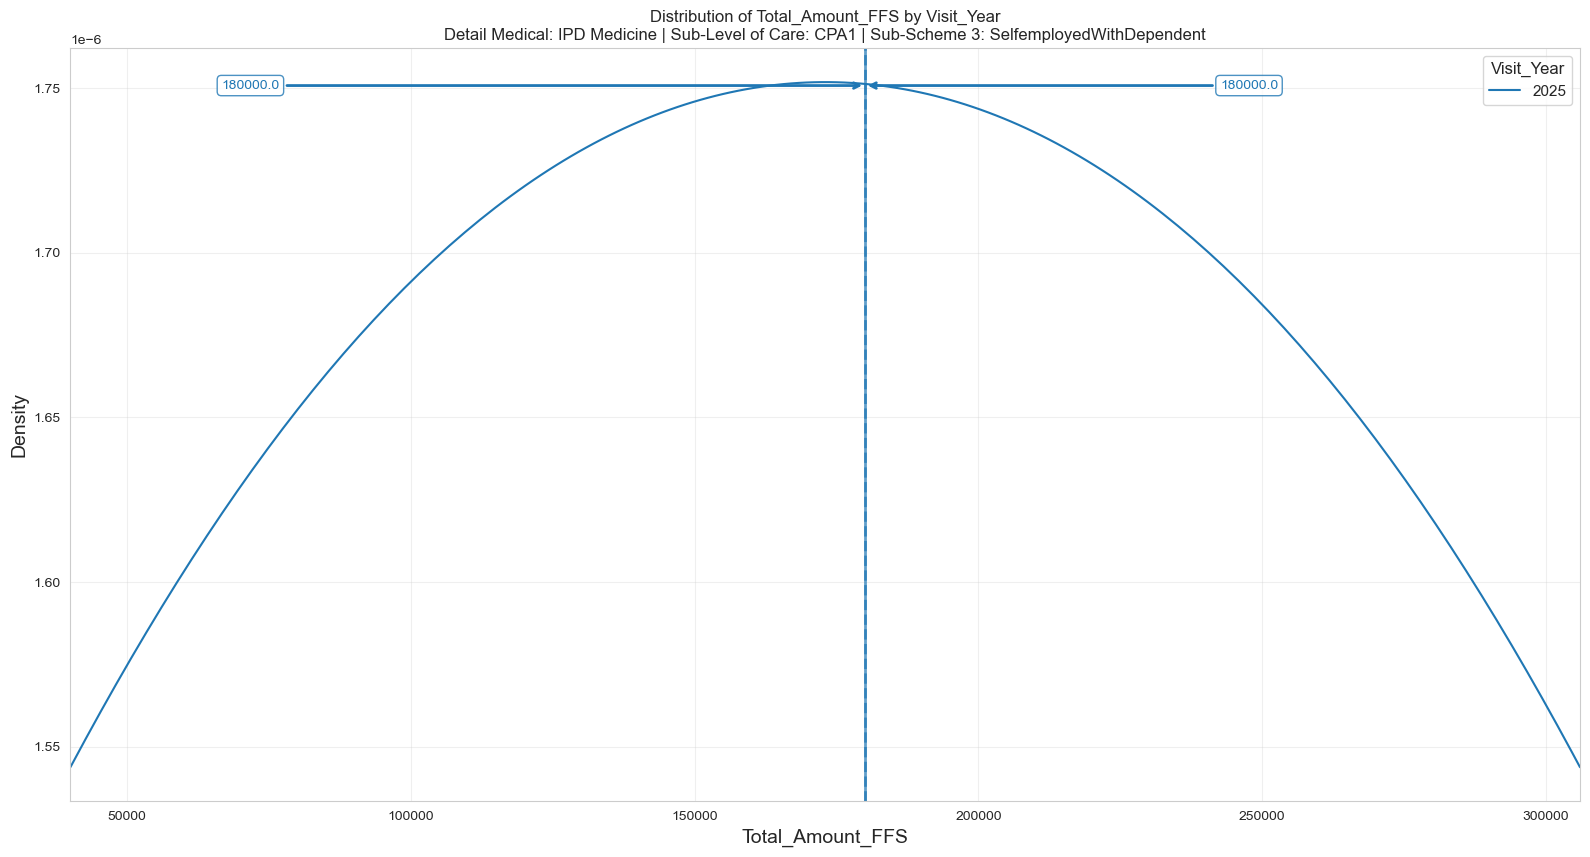 Distribution of Total_Amount_FFS by Visit_Year
Detail Medical: IPD Medicine | Sub-Level of Care: CPA1 | Sub-Scheme 3: SelfemployedWithDependent
1e−6
180000.0
180000.0
Visit_Year
2025
1.75
1.70
1.65
1.60
1.55
Density
50000
100000
150000
200000
250000
300000
Total_Amount_FFS